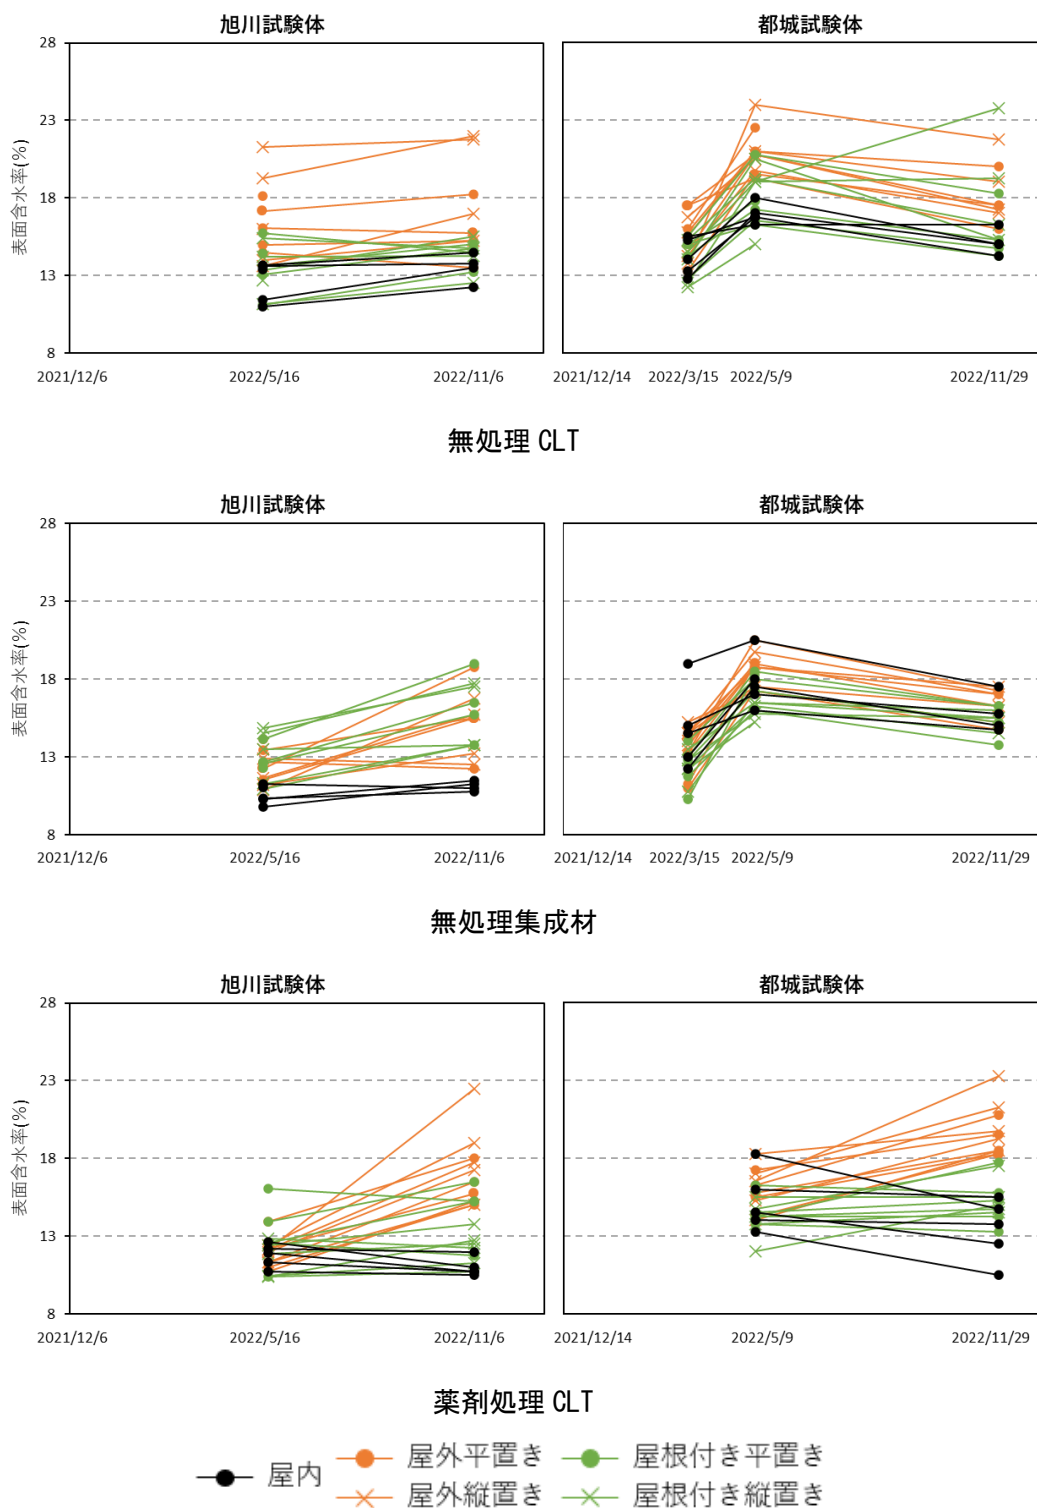 旭川試験体 都城試験体
28
23
18
13
8
表面含水率(%)
2021/12/6 2022/5/16 2022/11/6 2021/12/14 2022/3/15 2022/5/9 2022/11/29
無処理 CLT
旭川試験体 都城試験体
28
23
18
13
8
表面含水率(%)
2021/12/6 2022/5/16 2022/11/6 2021/12/14 2022/3/15 2022/5/9 2022/11/29
無処理集成材
旭川試験体 都城試験体
28
23
18
13
8
表面含水率(%)
2021/12/6 2022/5/16 2022/11/6 2021/12/14 2022/5/9 2022/11/29
薬剤処理 CLT
屋内 屋外平置き 屋根付き平置き
屋外縦置き 屋根付き縦置き